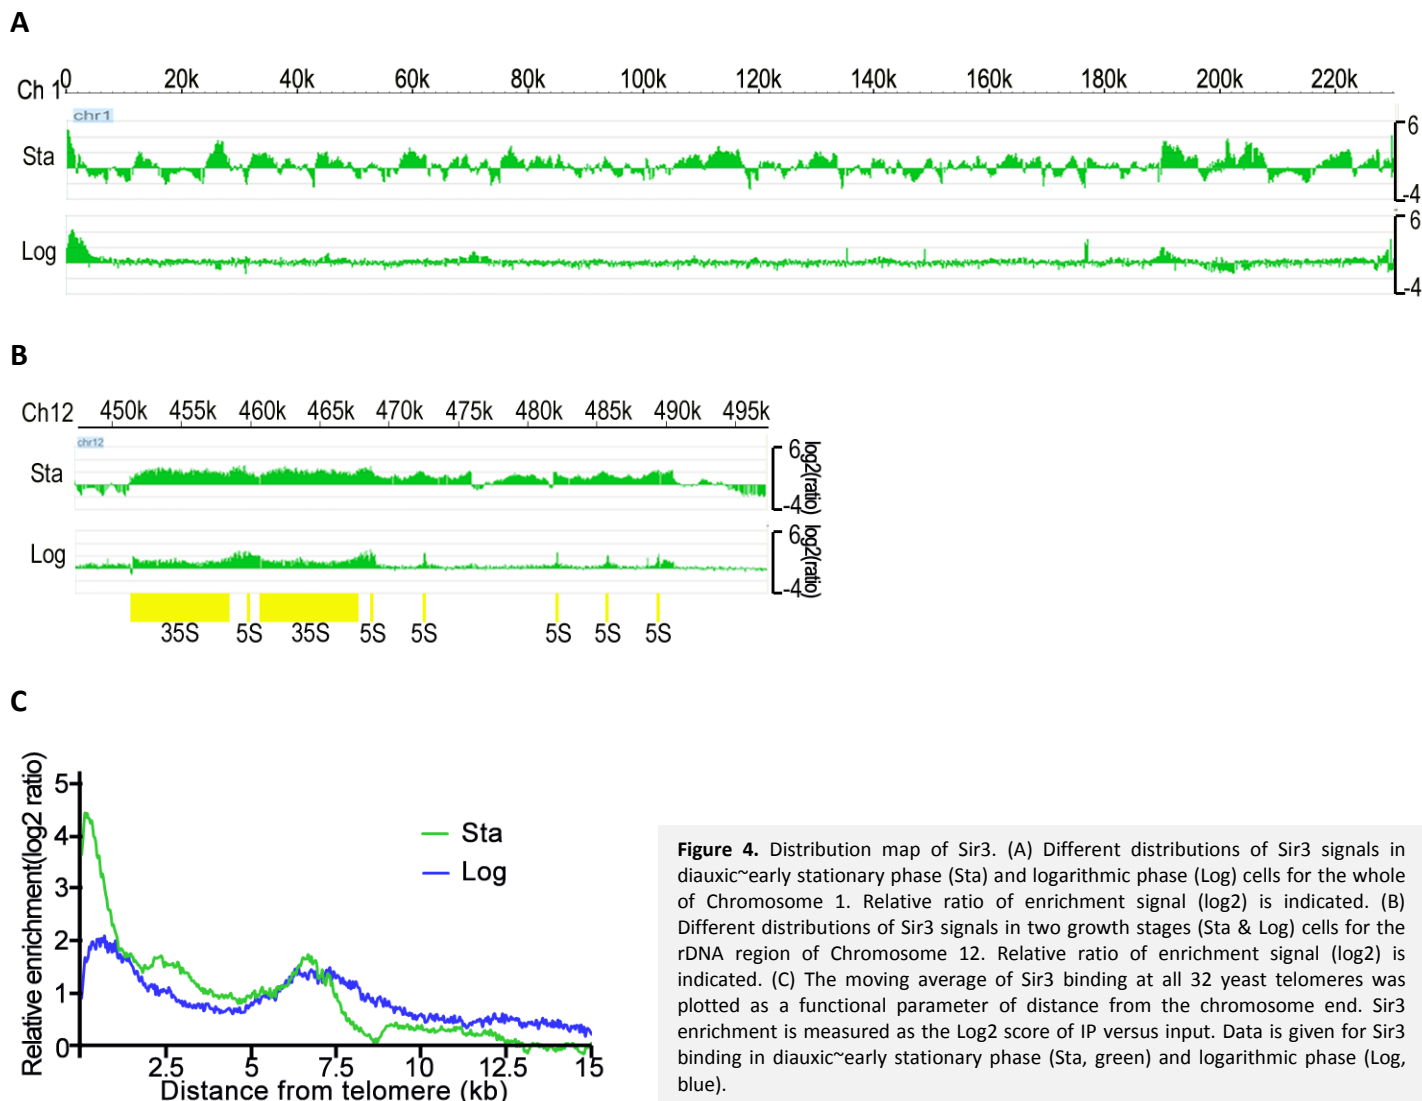 A
Ch 1 0 20k 40k 60k 80k 100k 120k 140k 160k 180k 200k 220k
chr1
Sta 6 -4
Log 6 -4
B
Ch12 450k 455k 460k 465k 470k 475k 480k 485k 490k 495k
chr12
Sta 6 -4 log2(ratio)
Log 6 -4 log2(ratio)
35S 5S 35S 5S 5S 5S 5S 5S
C
Relative enrichment(log2 ratio)
5
4
3
2
1
0
Sta
Log
2.5 5 7.5 10 12.5 15
Distance from telomere (kb)
Figure 4. Distribution map of Sir3. (A) Different distributions of Sir3 signals in
diauxic~early stationary phase (Sta) and logarithmic phase (Log) cells for the whole
of Chromosome 1. Relative ratio of enrichment signal (log2) is indicated. (B)
Different distributions of Sir3 signals in two growth stages (Sta & Log) cells for the
rDNA region of Chromosome 12. Relative ratio of enrichment signal (log2) is
indicated. (C) The moving average of Sir3 binding at all 32 yeast telomeres was
plotted as a functional parameter of distance from the chromosome end. Sir3
enrichment is measured as the Log2 score of IP versus input. Data is given for Sir3
binding in diauxic~early stationary phase (Sta, green) and logarithmic phase (Log,
blue).